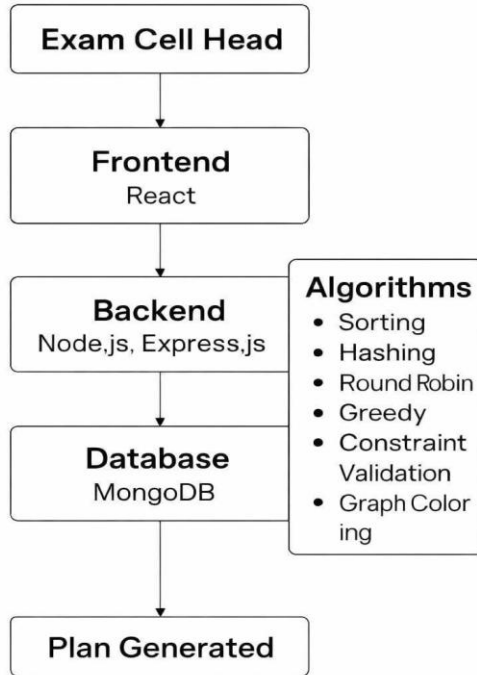 Exam Cell Head
Frontend
React
Backend
Node,js, Express,js
Database
MongoDB
Plan Generated
Algorithms
• Sorting
• Hashing
• Round Robin
• Greedy
• Constraint
Validation
• Graph Color
ing